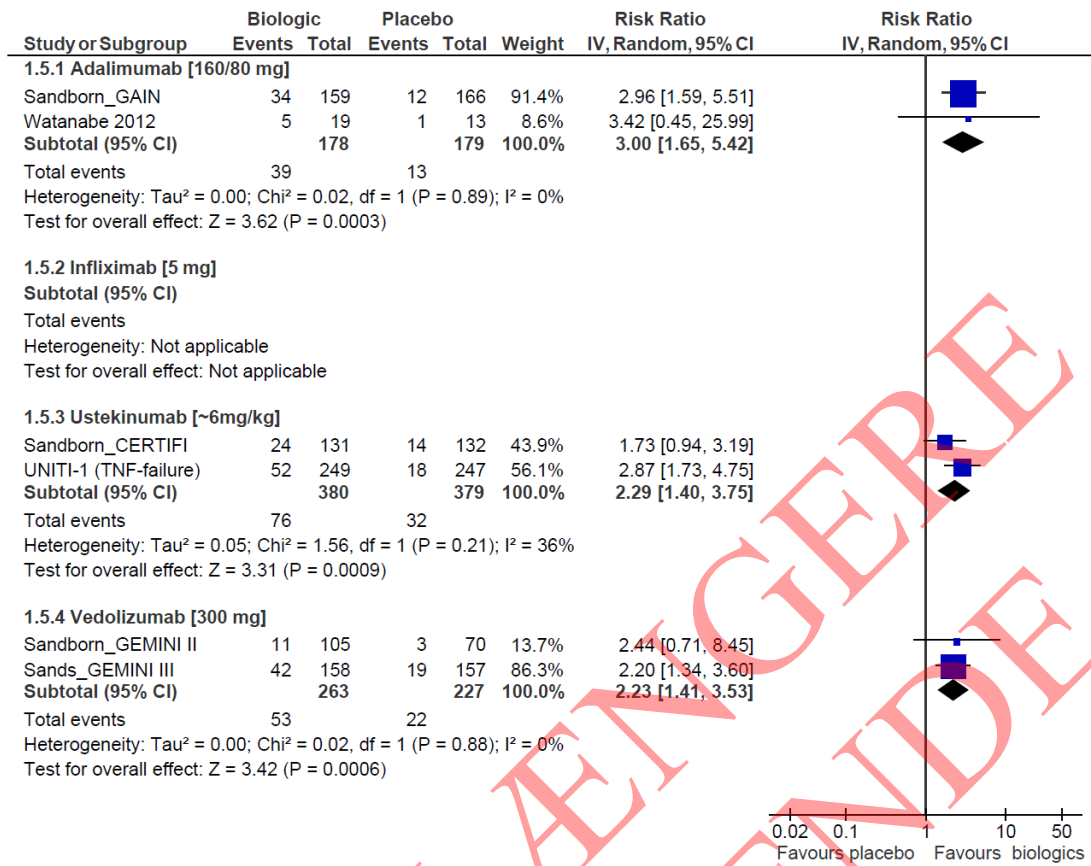 Biologic Placebo Risk Ratio Risk Ratio
Study or Subgroup Events Total Events Total Weight IV, Random, 95% CI IV, Random, 95% CI
1.5.1 Adalimumab [160/80 mg]
Sandborn_GAIN 34 159 12 166 91.4% 2.96 [1.59, 5.51]
Watanabe 2012 5 19 1 13 8.6% 3.42 [0.45, 25.99]
Subtotal (95% CI) 178 179 100.0% 3.00 [1.65, 5.42]
Total events 39 13
Heterogeneity: Tau² = 0.00; Chi² = 0.02, df = 1 (P = 0.89); I² = 0%
Test for overall effect: Z = 3.62 (P = 0.0003)
1.5.2 Infliximab [5 mg]
Subtotal (95% CI)
Total events
Heterogeneity: Not applicable
Test for overall effect: Not applicable
1.5.3 Ustekinumab [~6mg/kg]
Sandborn_CERTIFI 24 131 14 132 43.9% 1.73 [0.94, 3.19]
UNITI-1 (TNF-failure) 52 249 18 247 56.1% 2.87 [1.73, 4.75]
Subtotal (95% CI) 380 379 100.0% 2.29 [1.40, 3.75]
Total events 76 32
Heterogeneity: Tau² = 0.05; Chi² = 1.56, df = 1 (P = 0.21); I² = 36%
Test for overall effect: Z = 3.31 (P = 0.0009)
1.5.4 Vedolizumab [300 mg]
Sandborn_GEMINI II 11 105 3 70 13.7% 2.44 [0.71, 8.45]
Sands_GEMINI III 42 158 19 157 86.3% 2.20 [1.34, 3.60]
Subtotal (95% CI) 263 227 100.0% 2.23 [1.41, 3.53]
Total events 53 22
Heterogeneity: Tau² = 0.00; Chi² = 0.02, df = 1 (P = 0.88); I² = 0%
Test for overall effect: Z = 3.42 (P = 0.0006)
0.02 0.1 1 10 50
Favours placebo Favours biologics
ÆNGERE
ENDE